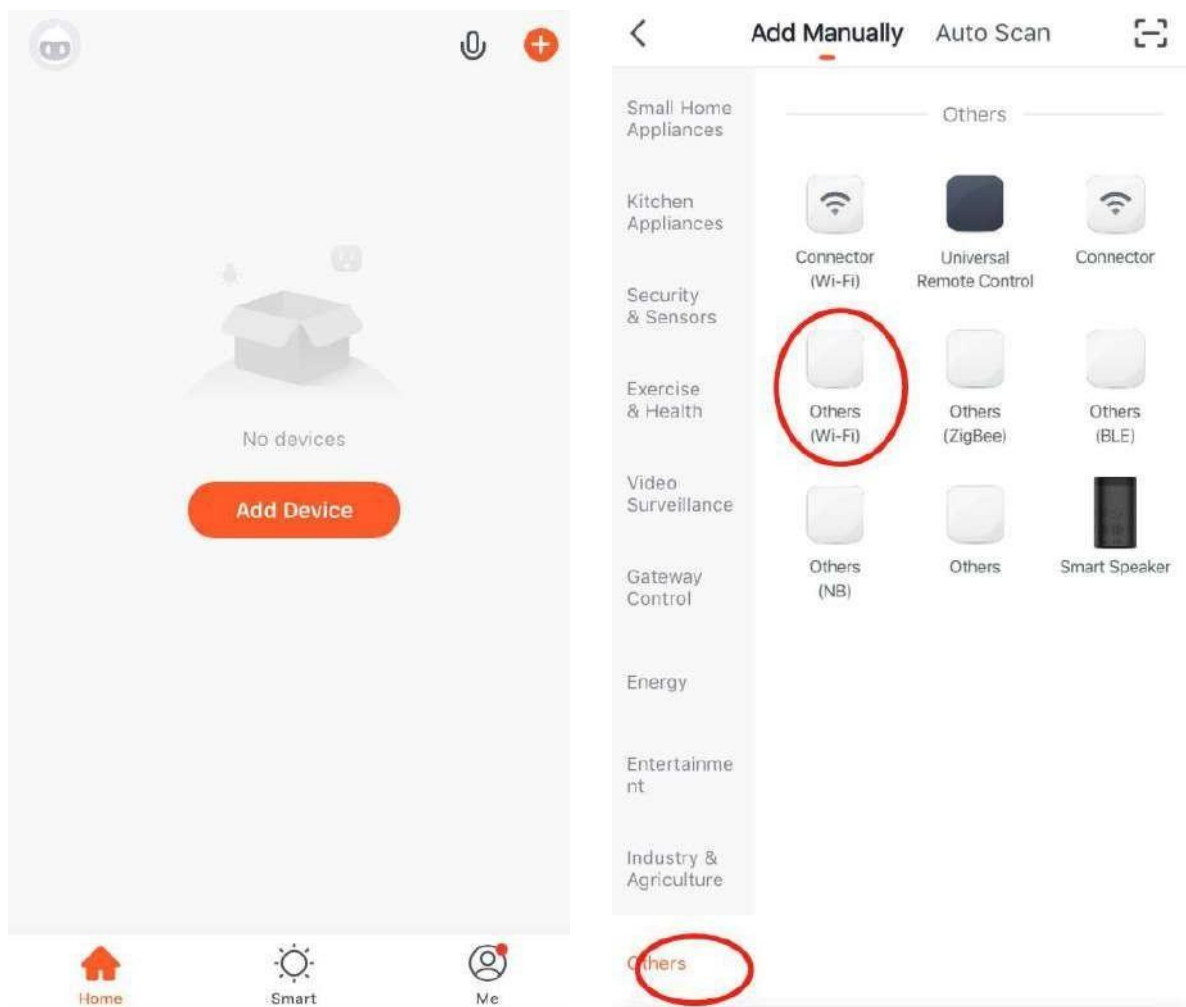 No devices
Add Device
Home
Smart
Me
Add Manually
Auto Scan
Small Home
Appliances
Kitchen
Appliances
Security
& Sensors
Exercise
& Health
Video
Surveillance
Gateway
Control
Energy
Entertainme
nt
Industry &
Agriculture
Others
Others
Connector
(Wi-Fi)
Universal
Remote Control
Connector
Others
(Wi-Fi)
Others
(ZigBee)
Others
(BLE)
Others
(NB)
Others
Smart Speaker